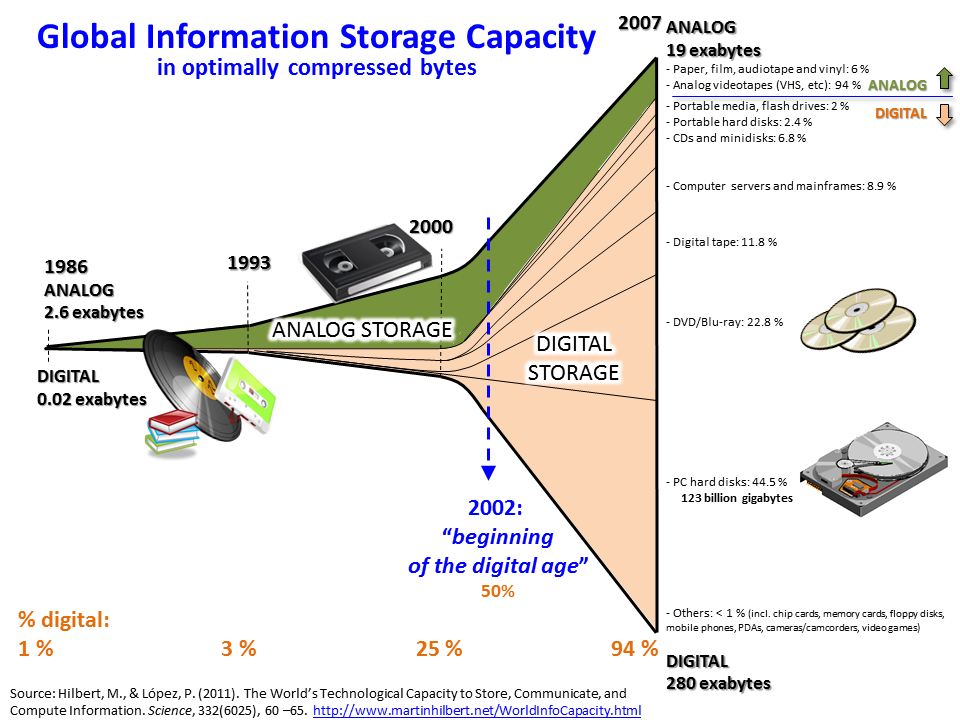 Global Information Storage Capacity
in optimally compressed bytes
2007
ANALOG
19 exabytes
- Paper, film, audiotape and vinyl: 6 %
- Analog videotapes (VHS, etc): 94 %
ANALOG
- Portable media, flash drives: 2 %
DIGITAL
- Portable hard disks: 2.4 %
- CDs and minidisks: 6.8 %
- Computer servers and mainframes: 8.9 %
- Digital tape: 11.8 %
- DVD/Blu-ray: 22.8 %
- PC hard disks: 44.5 %
123 billion gigabytes
- Others: < 1 % (incl. chip cards, memory cards, floppy disks,
mobile phones, PDAs, cameras/camcorders, video games)
DIGITAL
280 exabytes
2000
1993
1986
ANALOG
2.6 exabytes
DIGITAL
0.02 exabytes
ANALOG STORAGE
DIGITAL
STORAGE
2002:
“beginning
of the digital age”
50%
% digital:
1 %
3 %
25 %
94 %
Source: Hilbert, M., & López, P. (2011). The World’s Technological Capacity to Store, Communicate, and
Compute Information. Science, 332(6025), 60 –65. http://www.martinhilbert.net/WorldInfoCapacity.html